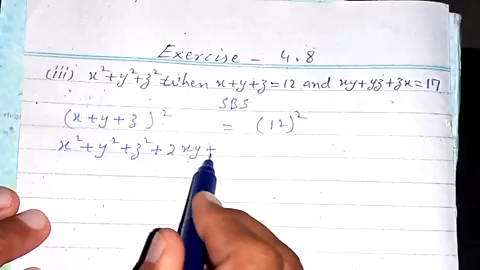 Exercise - 4.8
(iii) x²+y²+z² when x+y+z=12 and xy+yz+zx=17
SBS
(x+y+z)² = (12)²
x²+y²+z²+2xy+